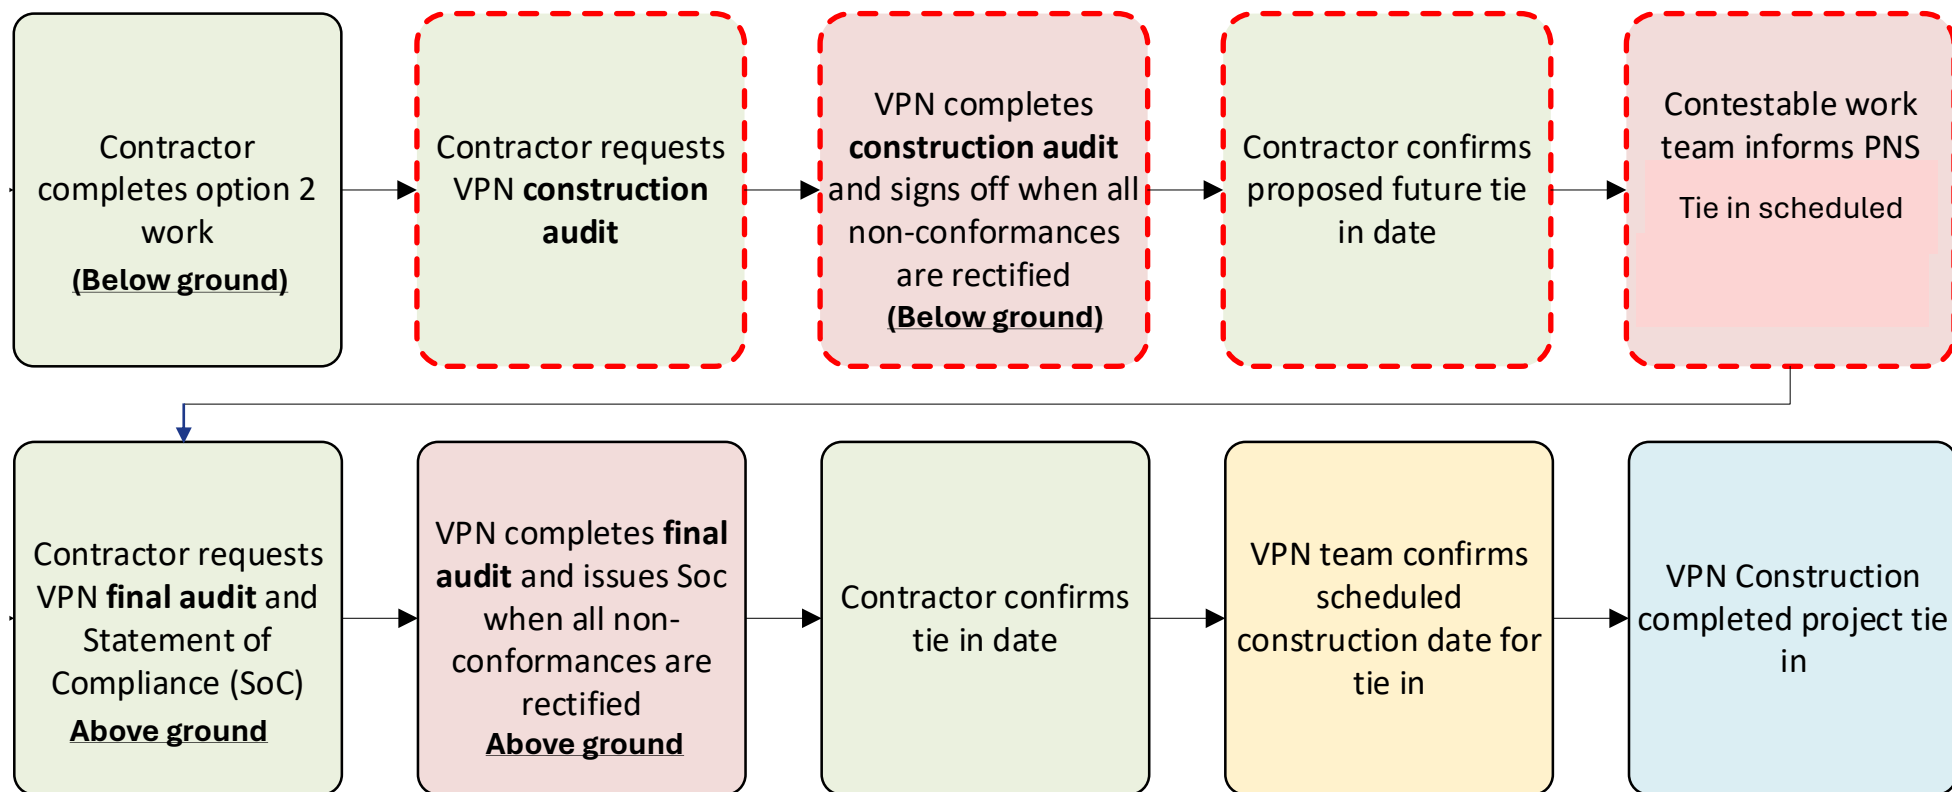 Contractor
completes option 2
work
(Below ground)
Contractor requests
VPN construction
audit
VPN completes
construction audit
and signs off when all
non-conformances
are rectified
(Below ground)
Contractor confirms
proposed future tie
in date
Contestable work
team informs PNS
Tie in scheduled
Contractor requests
VPN final audit and
Statement of
Compliance (SoC)
Above ground
VPN completes final
audit and issues Soc
when all non-
conformances are
rectified
Above ground
Contractor confirms
tie in date
VPN team confirms
scheduled
construction date for
tie in
VPN Construction
completed project tie
in